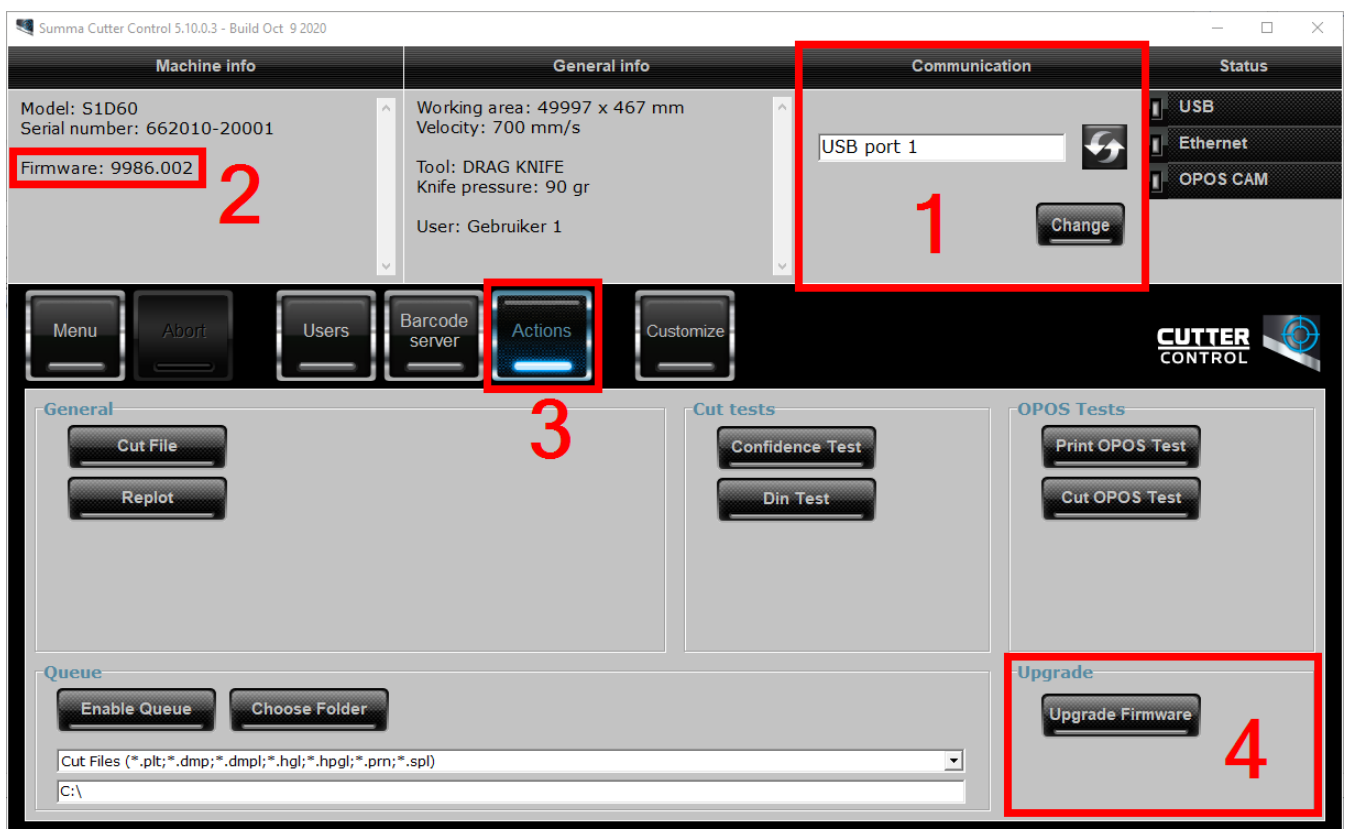 Summa Cutter Control 5.10.0.3 - Build Oct 9 2020
Machine info
General info
Communication
Status
Model: S1D60
Serial number: 662010-20001
Firmware: 9986.002
2
Working area: 49997 x 467 mm
Velocity: 700 mm/s
Tool: DRAG KNIFE
Knife pressure: 90 gr
User: Gebruiker 1
USB port 1
1
Change
USB
Ethernet
OPOS CAM
Menu
Abort
Users
Barcode
server
Actions
Customize
CUTTER
CONTROL
3
General
Cut File
Replot
Cut tests
Confidence Test
Din Test
OPOS Tests
Print OPOS Test
Cut OPOS Test
Queue
Enable Queue
Choose Folder
Cut Files (*.plt;*.dmp;*.dmpl;*.hgl;*.hpgl;*.prn;*.spl)
C:\
Upgrade
Upgrade Firmware
4